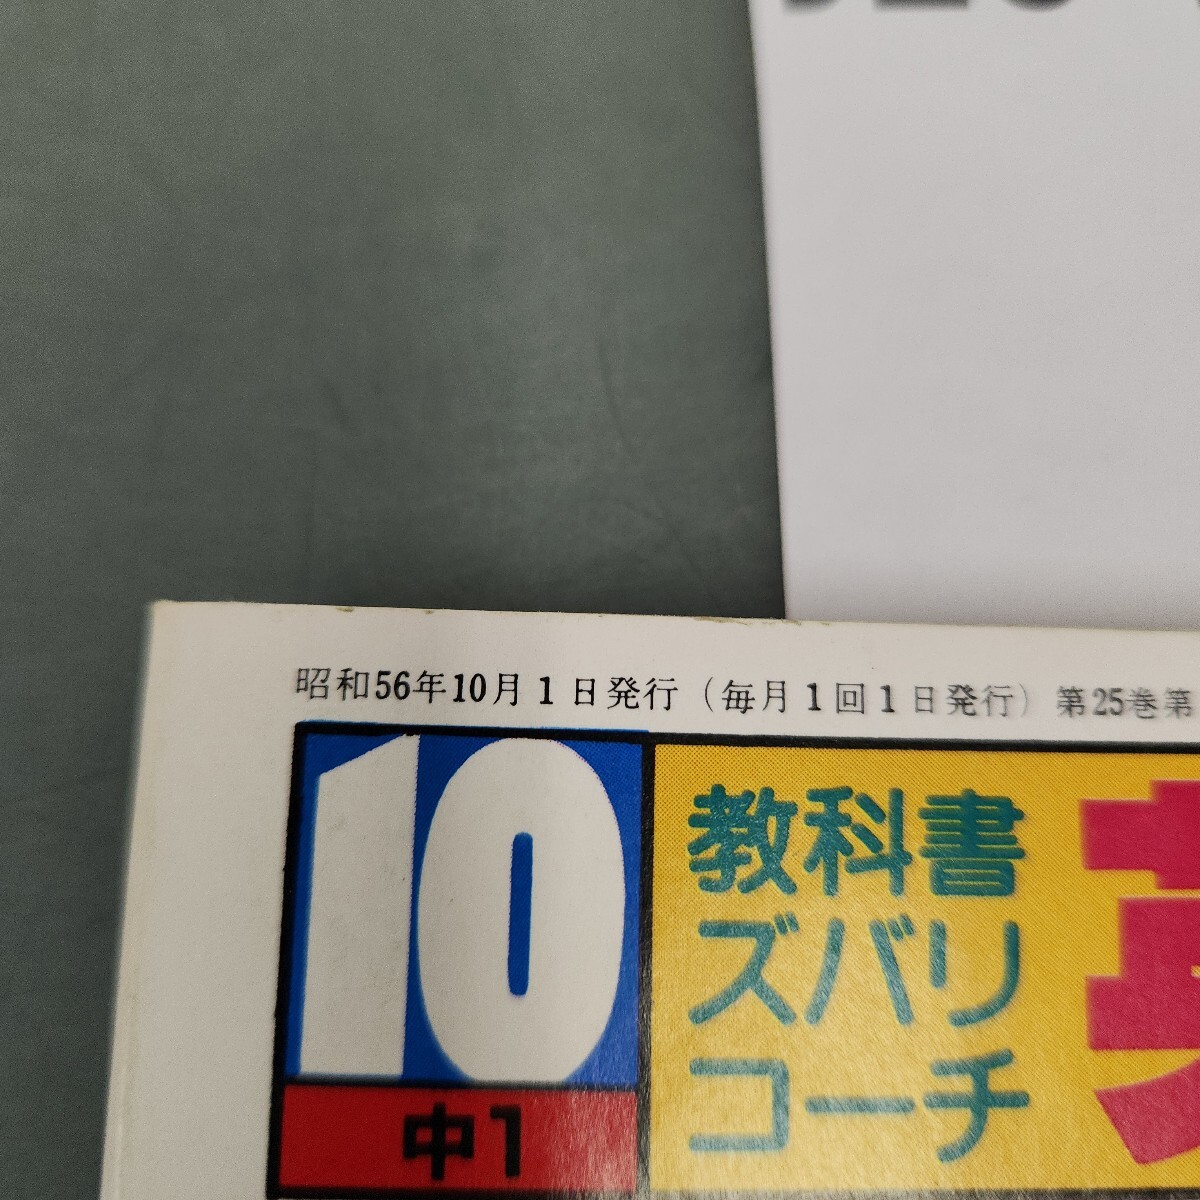 昭和56年10月1日発行（毎月1回1日発行）第25巻第
10
中1
教科書
ズバリ
コーチ